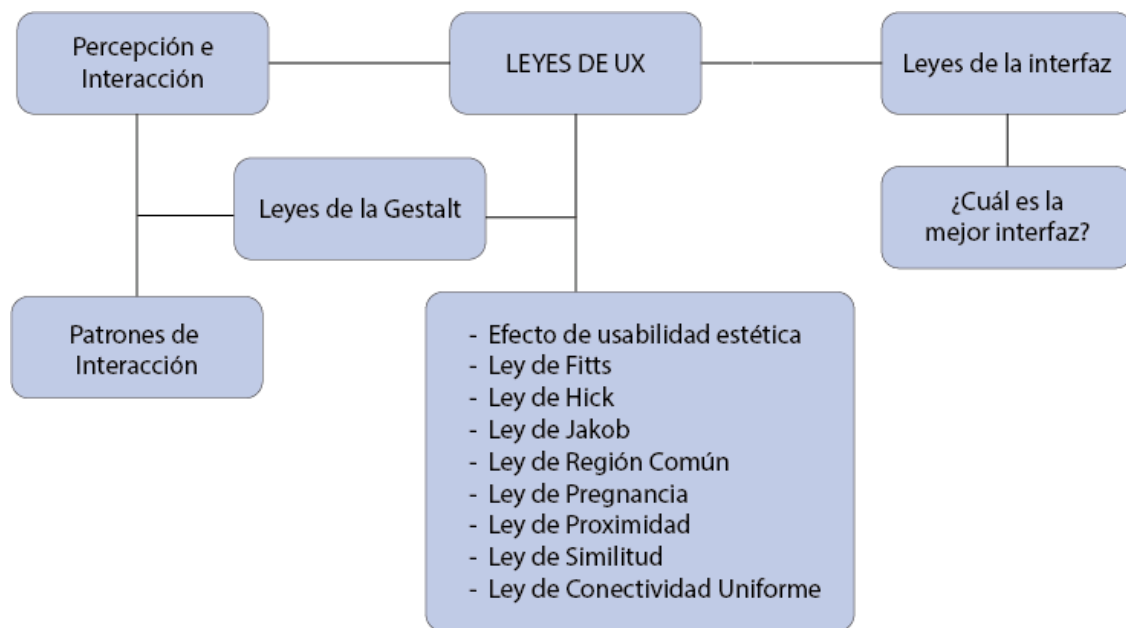 Percepción e
Interacción
LEYES DE UX
Leyes de la interfaz
Leyes de la Gestalt
¿Cuál es la
mejor interfaz?
Patrones de
Interacción
- Efecto de usabilidad estética
- Ley de Fitts
- Ley de Hick
- Ley de Jakob
- Ley de Región Común
- Ley de Pregnancia
- Ley de Proximidad
- Ley de Similitud
- Ley de Conectividad Uniforme